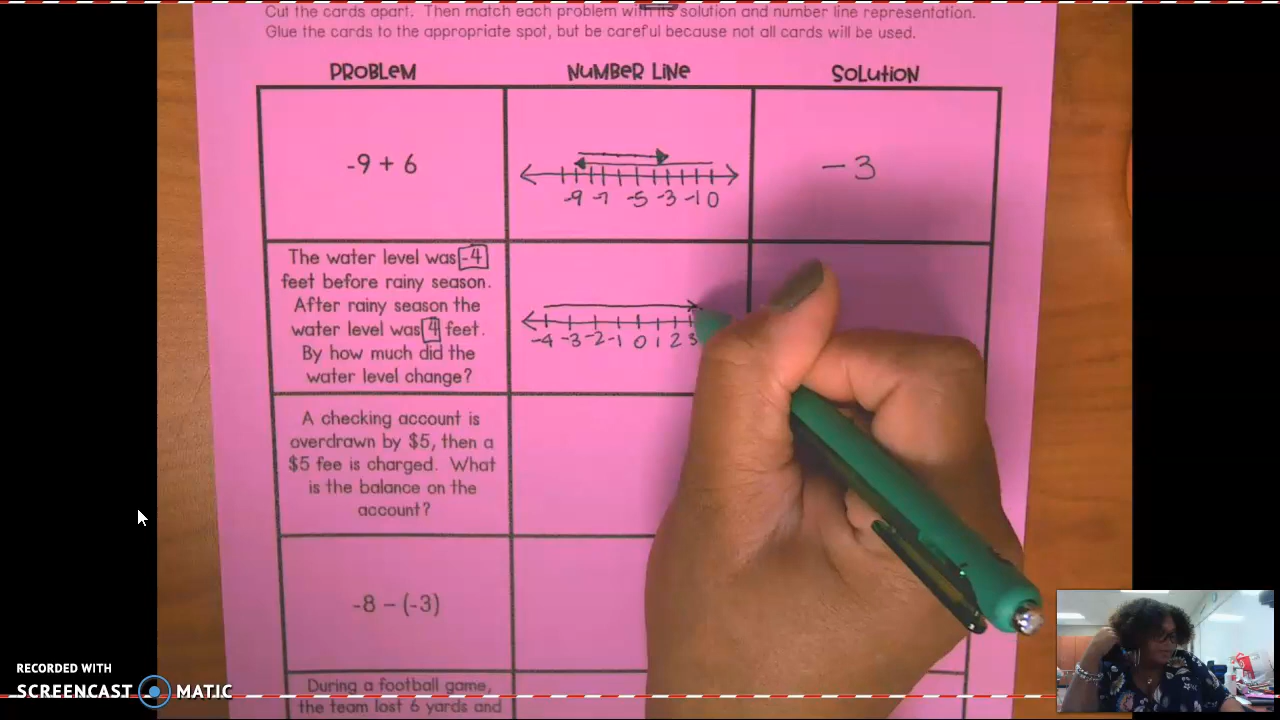 Cut the cards apart. Then match each problem with its solution and number line representation.
Glue the cards to the appropriate spot, but be careful because not all cards will be used.
PROBLEM
NUMBER LINE
SOLUTION
-9 + 6
-9 -7 -5 -3 -1 0
-3
The water level was -4
feet before rainy season.
After rainy season the
water level was 4 feet.
By how much did the
water level change?
-4 -3 -2 -1 0 1 2 3
A checking account is
overdrawn by $5, then a
$5 fee is charged. What
is the balance on the
account?
-8 - (-3)
During a football game,
the team lost 6 yards and
RECORDED WITH
SCREENCAST MATIC